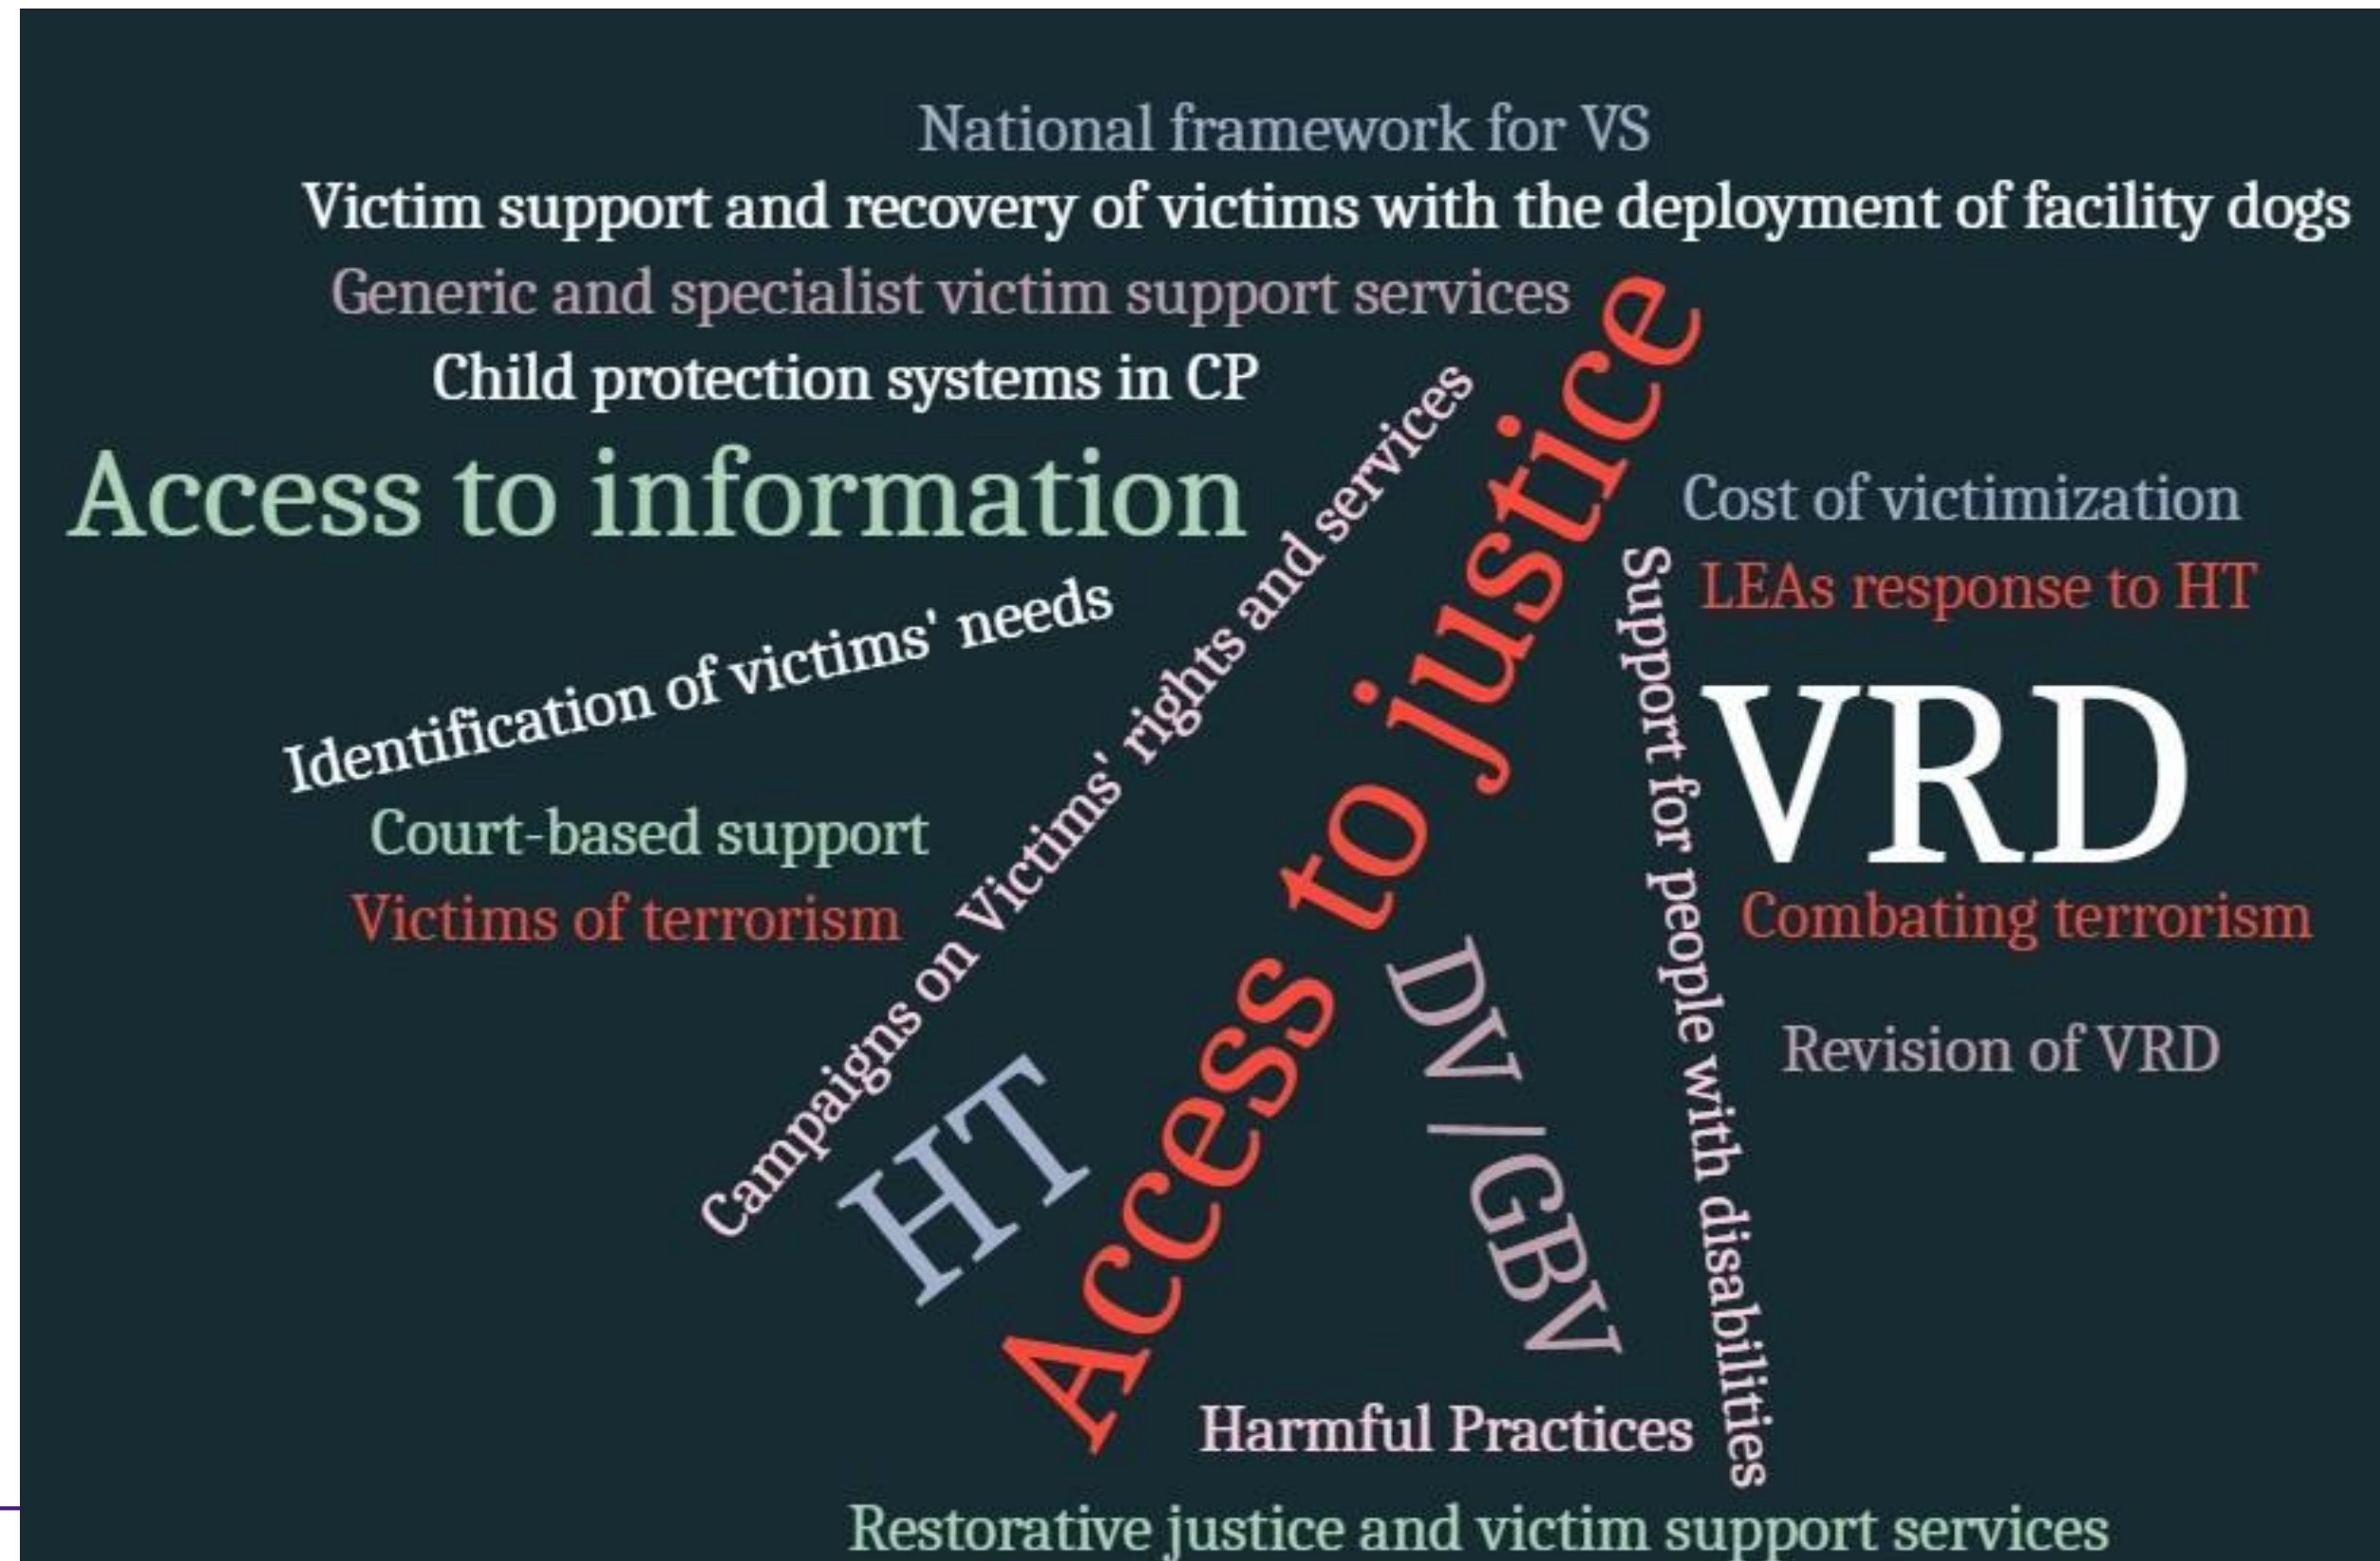 National framework for VS
Victim support and recovery of victims with the deployment of facility dogs
Generic and specialist victim support services
Child protection systems in CP
Access to information
Campaigns on Victims' rights and services
Access to justice
Cost of victimization
LEAs response to HT
Support for people with disabilities
VRD
Identification of victims' needs
Court-based support
Victims of terrorism
Combating terrorism
Revision of VRD
HT
DV / GBV
Harmful Practices
Restorative justice and victim support services